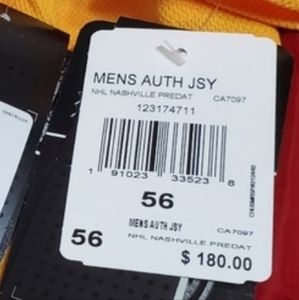 MENS AUTH JSY
NHL NASHVILLE PREDAT CA7097
123174711
1 91023 33523 8
56
MENS AUTH JSY CA7097
56 NHL NASHVILLE PREDAT
$ 180.00